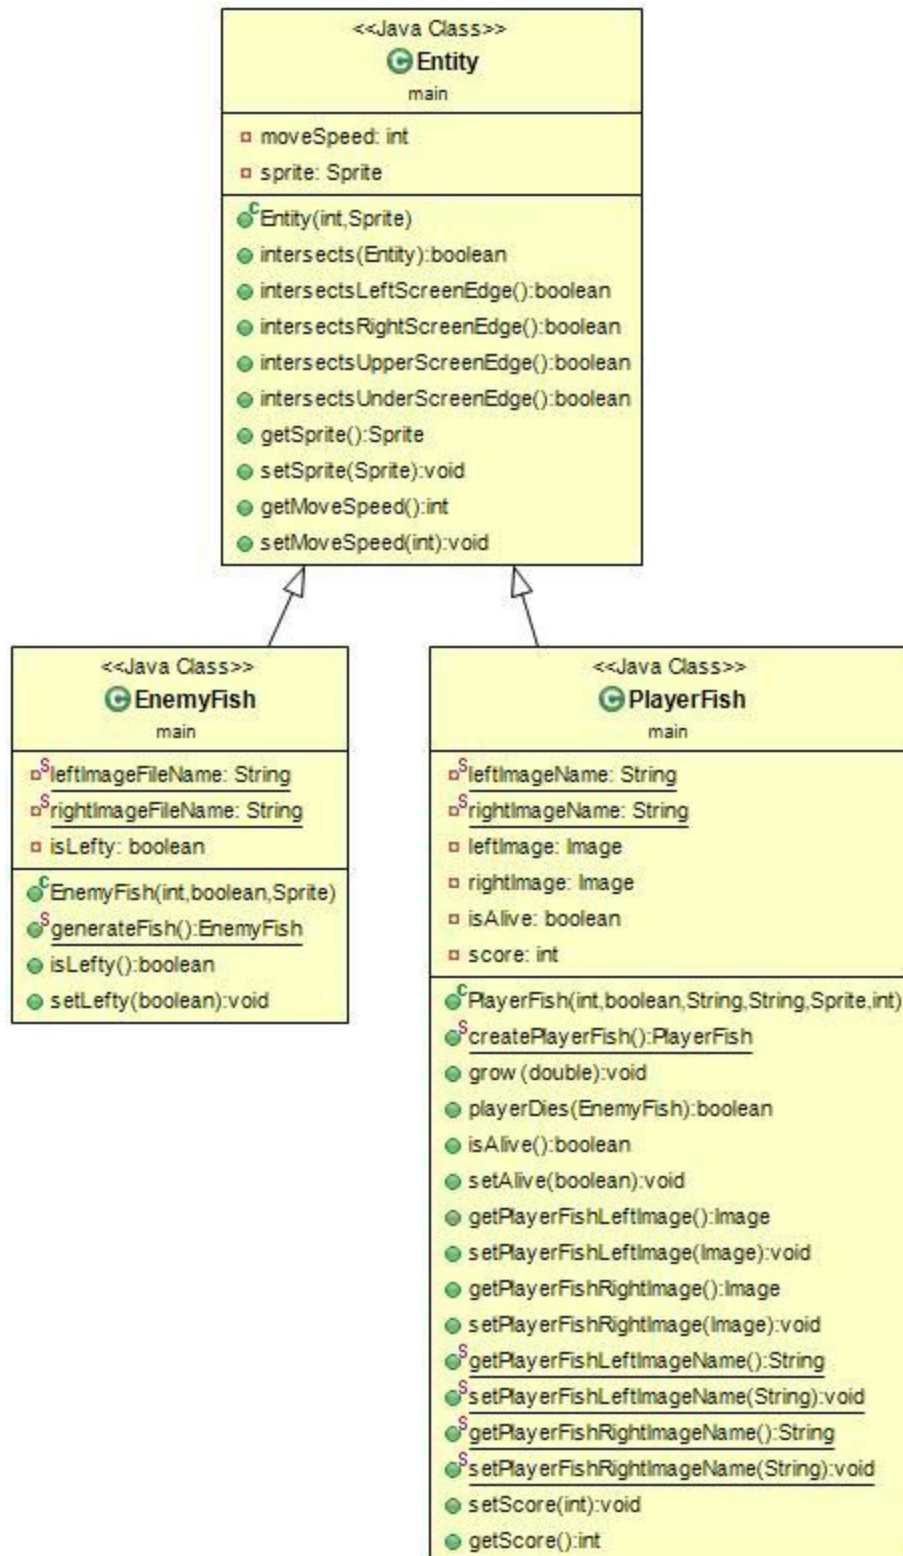 <<Java Class>>
Entity
main
moveSpeed: int
sprite: Sprite
Entity(int,Sprite)
intersects(Entity):boolean
intersectsLeftScreenEdge():boolean
intersectsRightScreenEdge():boolean
intersectsUpperScreenEdge():boolean
intersectsUnderScreenEdge():boolean
getSprite():Sprite
setSprite(Sprite):void
getMoveSpeed():int
setMoveSpeed(int):void
<<Java Class>>
EnemyFish
main
leftImageFileName: String
rightImageFileName: String
isLefty: boolean
EnemyFish(int,boolean,Sprite)
generateFish():EnemyFish
isLefty():boolean
setLefty(boolean):void
<<Java Class>>
PlayerFish
main
leftImageName: String
rightImageName: String
leftImage: Image
rightImage: Image
isAlive: boolean
score: int
PlayerFish(int,boolean,String,String,Sprite,int)
createPlayerFish():PlayerFish
grow(double):void
playerDies(EnemyFish):boolean
isAlive():boolean
setAlive(boolean):void
getPlayerFishLeftImage():Image
setPlayerFishLeftImage(Image):void
getPlayerFishRightImage():Image
setPlayerFishRightImage(Image):void
getPlayerFishLeftImageName():String
setPlayerFishLeftImageName(String):void
getPlayerFishRightImageName():String
setPlayerFishRightImageName(String):void
setScore(int):void
getScore():int